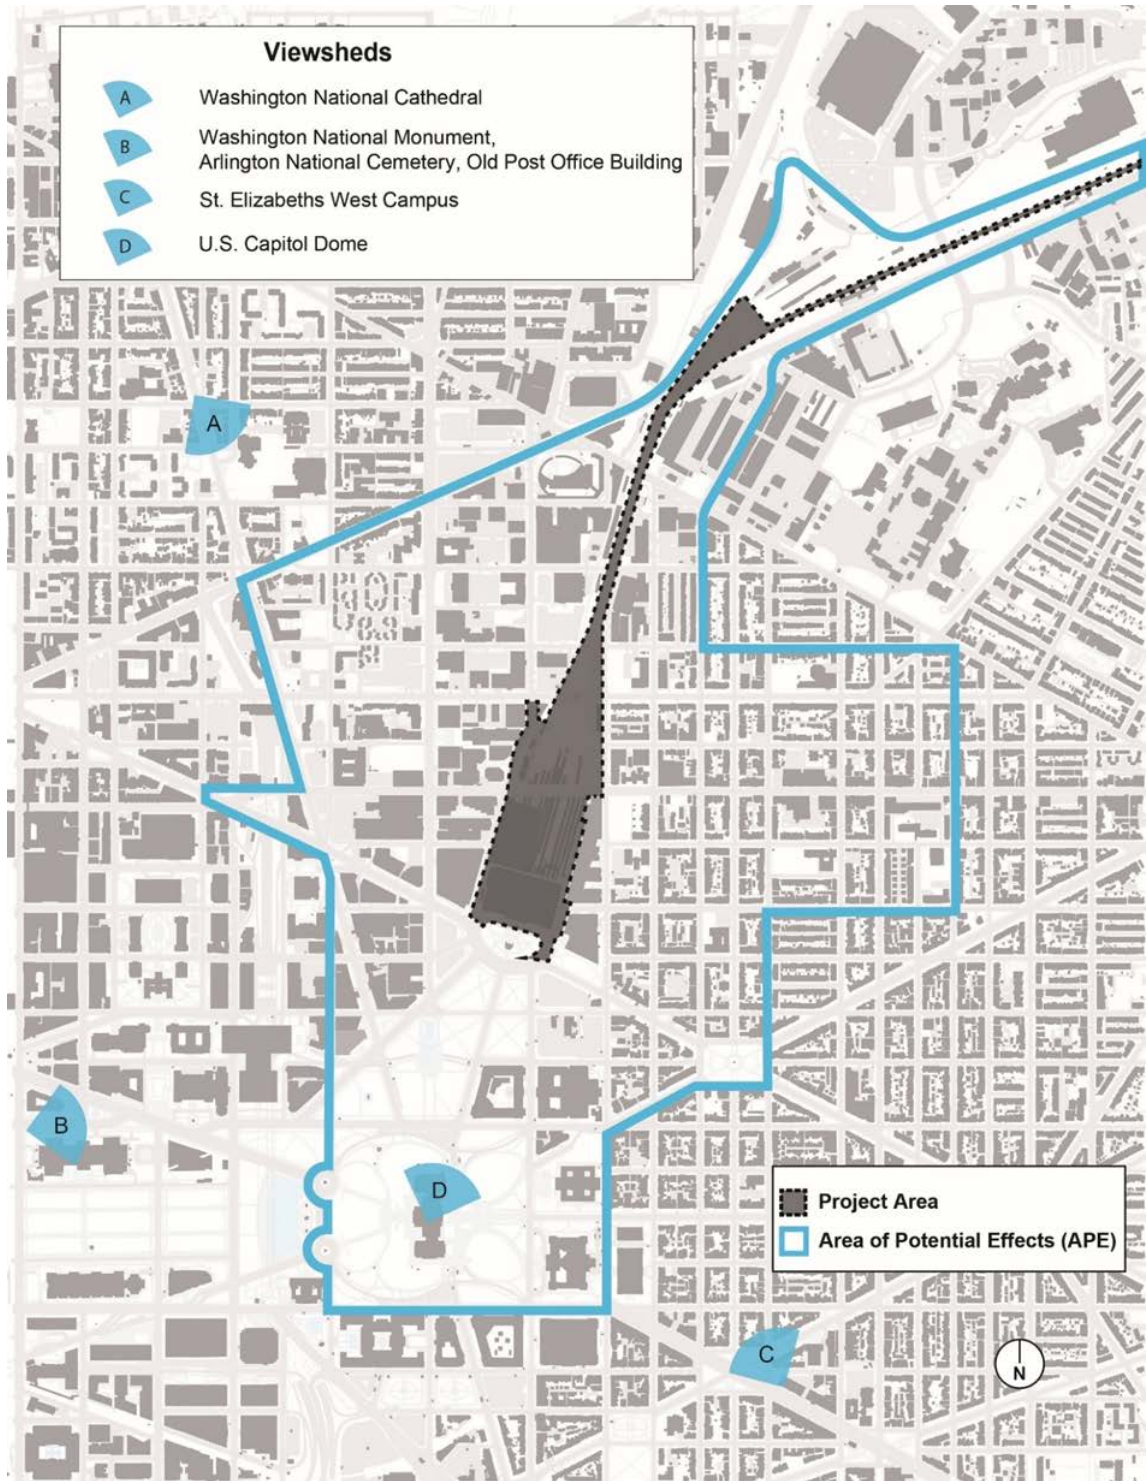 Viewsheds
A Washington National Cathedral
B Washington National Monument,
Arlington National Cemetery, Old Post Office Building
C St. Elizabeths West Campus
D U.S. Capitol Dome
A
B
D
Project Area
Area of Potential Effects (APE)
C
N